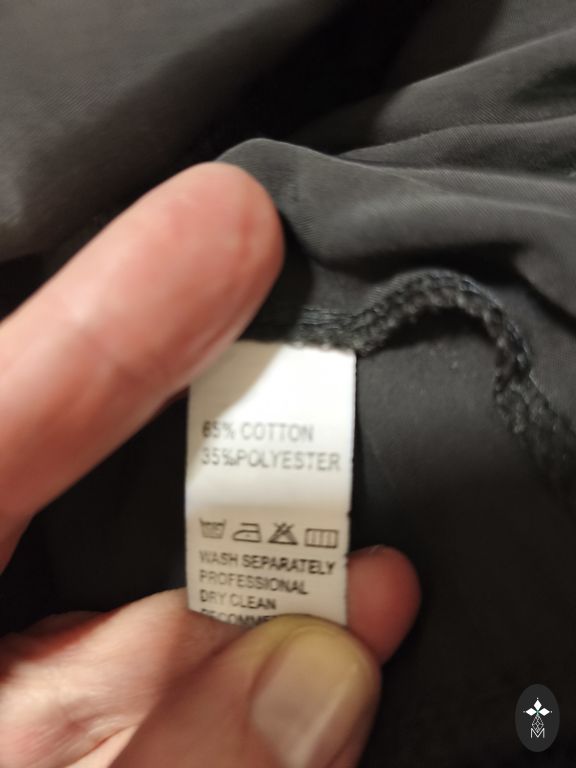 65% COTTON
35%POLYESTER
WASH SEPARATELY
PROFESSIONAL
DRY CLEAN